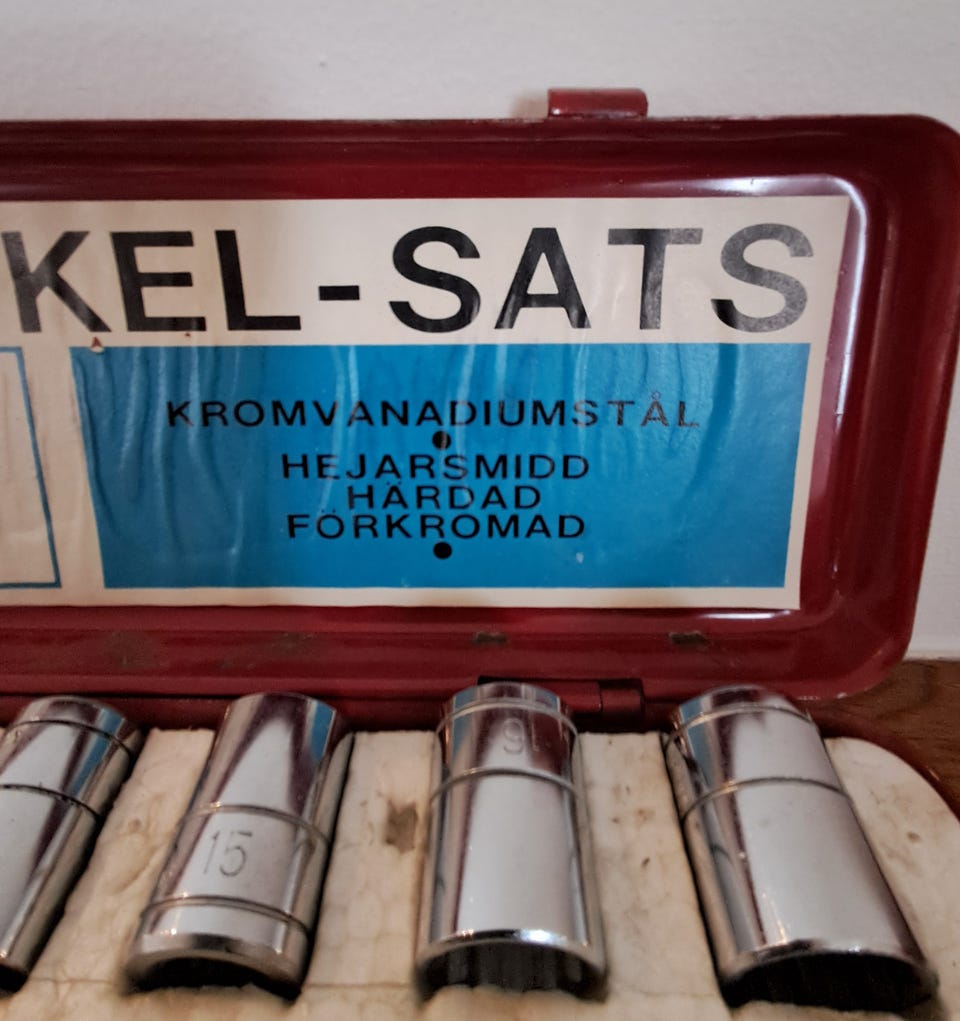 KEL-SATS
KROMVANADIUMSTÅL
•
HEJARSMIDD
HÄRDAD
FÖRKROMAD
•
15
16